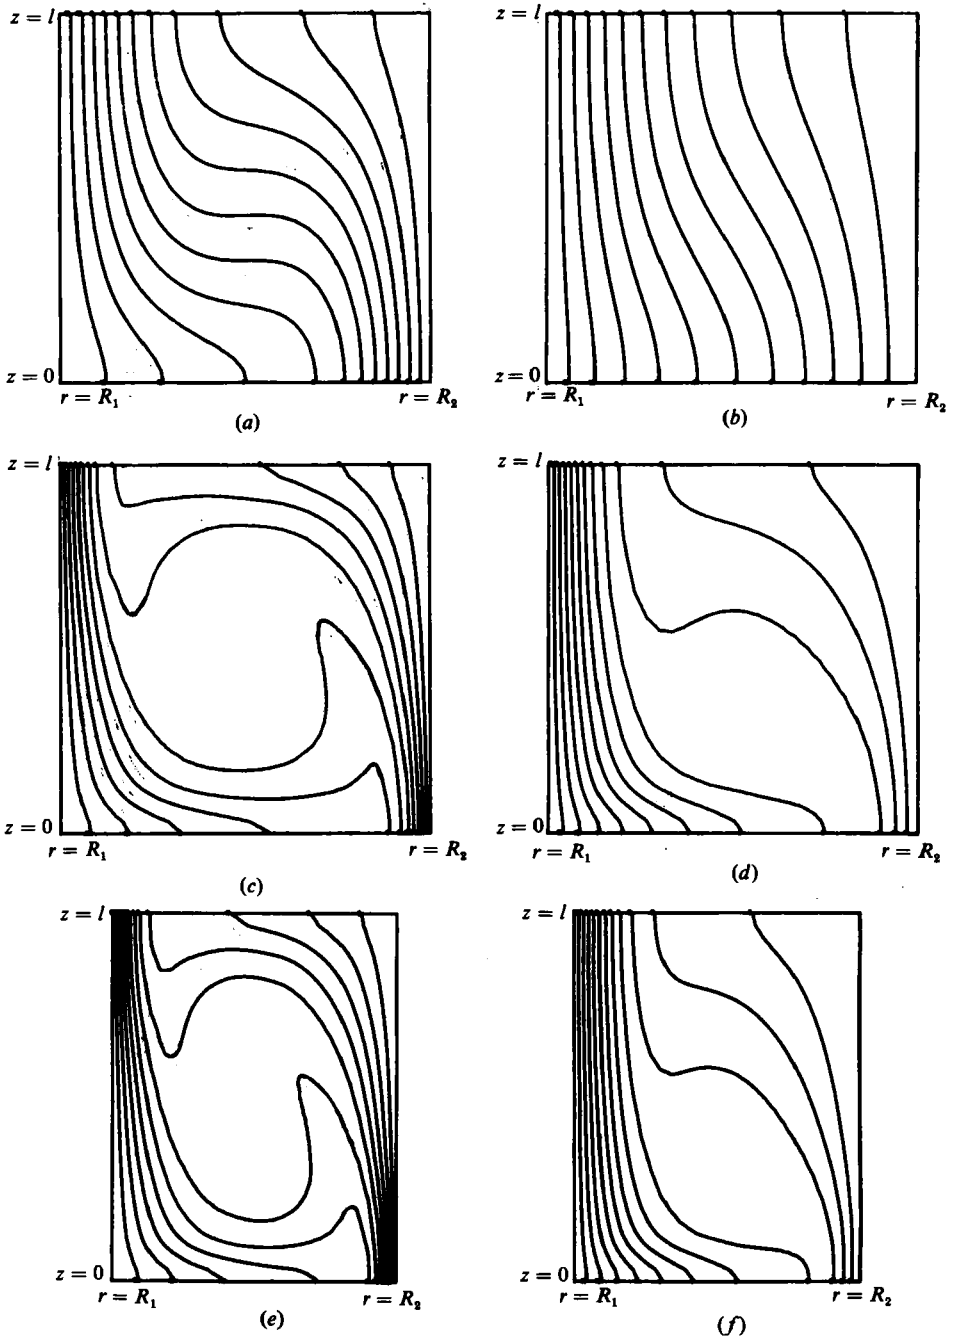 z = l
z = l
z = 0
r = R₁
r = R₂
(a)
z = 0
r = R₁
r = R₂
(b)
z = l
z = l
z = 0
r = R₁
r = R₂
(c)
z = 0
r = R₁
r = R₂
(d)
z = l
z = l
z = 0
r = R₁
r = R₂
(e)
z = 0
r = R₁
r = R₂
(f)